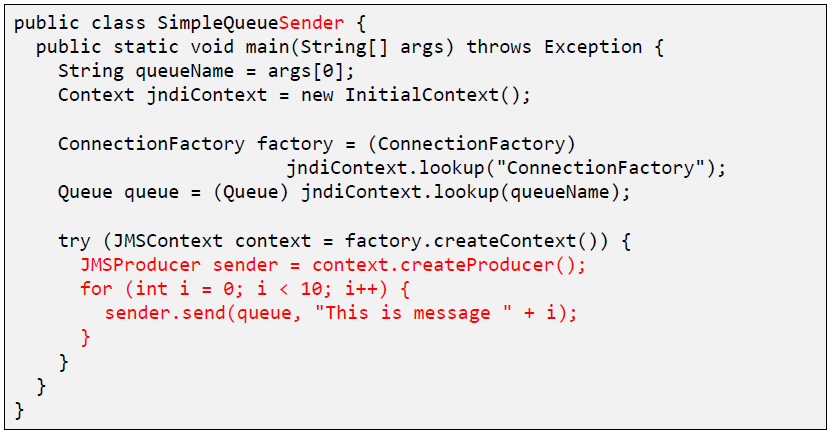 public class SimpleQueueSender {
  public static void main(String[] args) throws Exception {
    String queueName = args[0];
    Context jndiContext = new InitialContext();

    ConnectionFactory factory = (ConnectionFactory)
                         jndiContext.lookup("ConnectionFactory");
    Queue queue = (Queue) jndiContext.lookup(queueName);

    try (JMSContext context = factory.createContext()) {
      JMSProducer sender = context.createProducer();
      for (int i = 0; i < 10; i++) {
        sender.send(queue, "This is message " + i);
      }
    }
  }
}